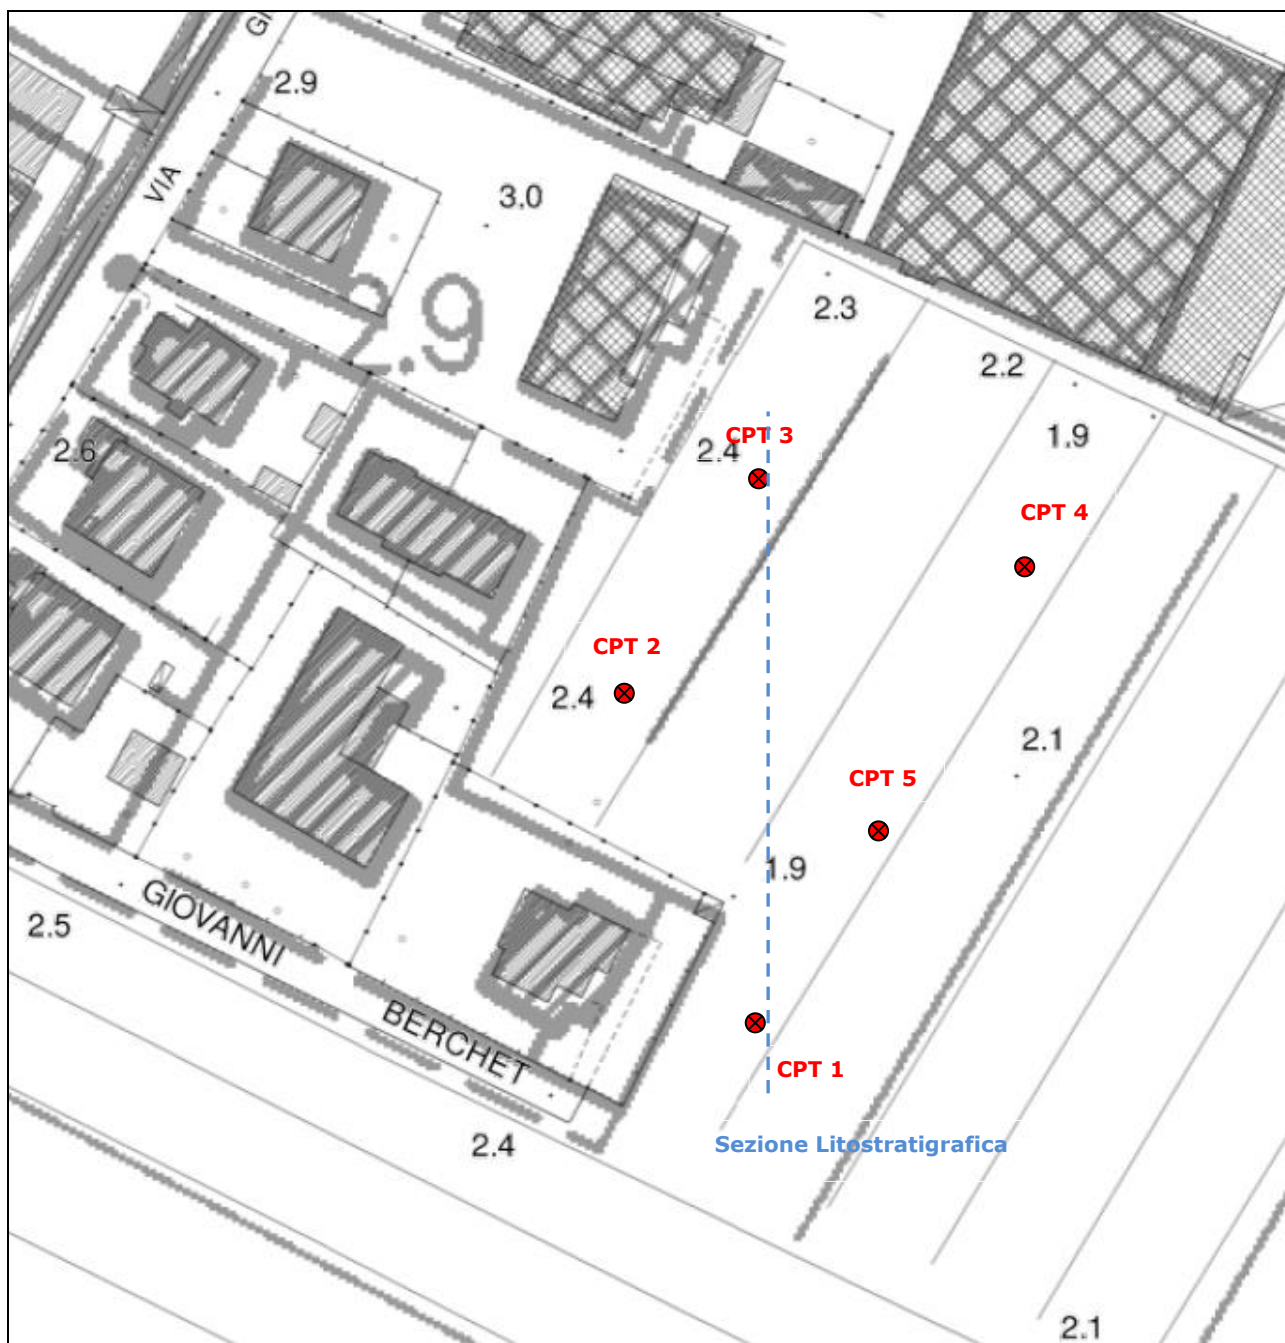 GI
2.9
VIA
3.0
2.9
2.3
2.2
1.9
CPT 3
2.4
2.6
CPT 4
CPT 2
2.4
2.1
CPT 5
1.9
GIOVANNI
2.5
BERCHET
CPT 1
2.4
Sezione Litostratigrafica
2.1